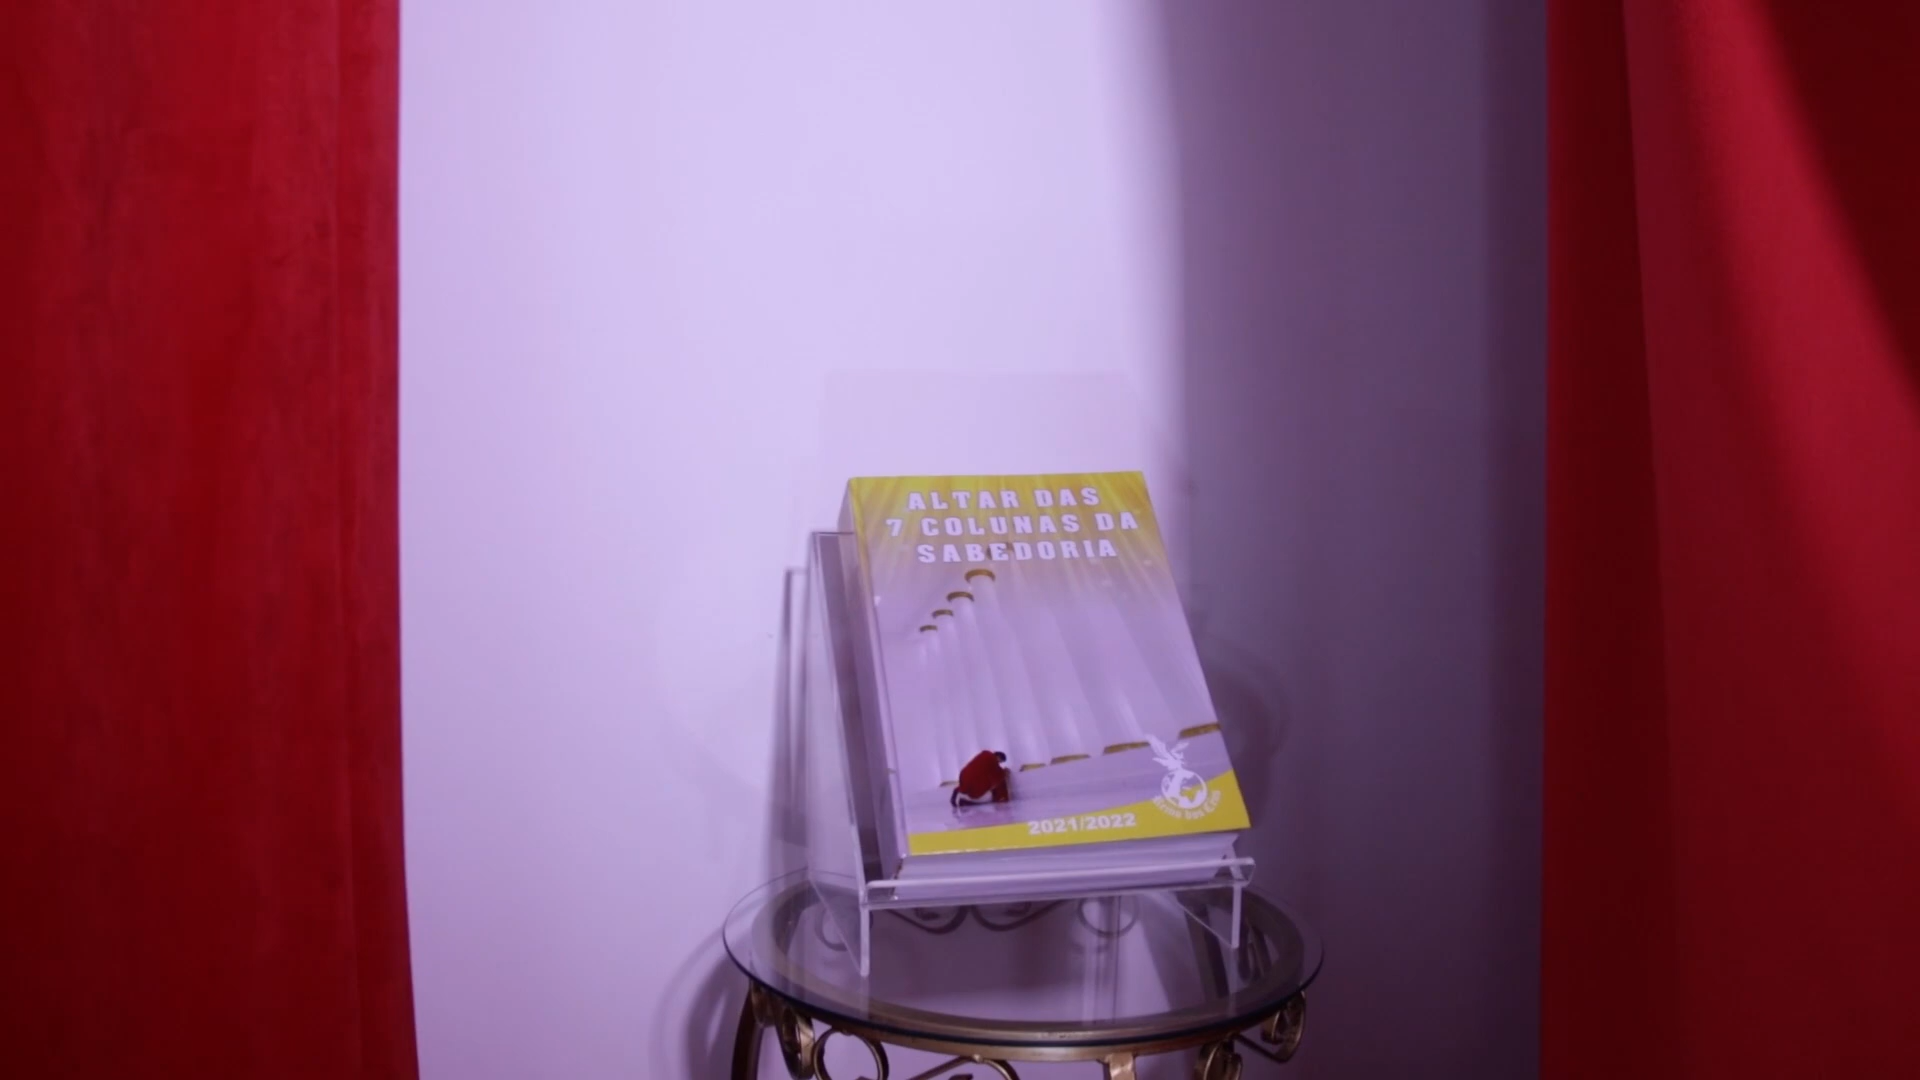 ALTAR DAS
7 COLUNAS DA
SABEDORIA
2021/2022